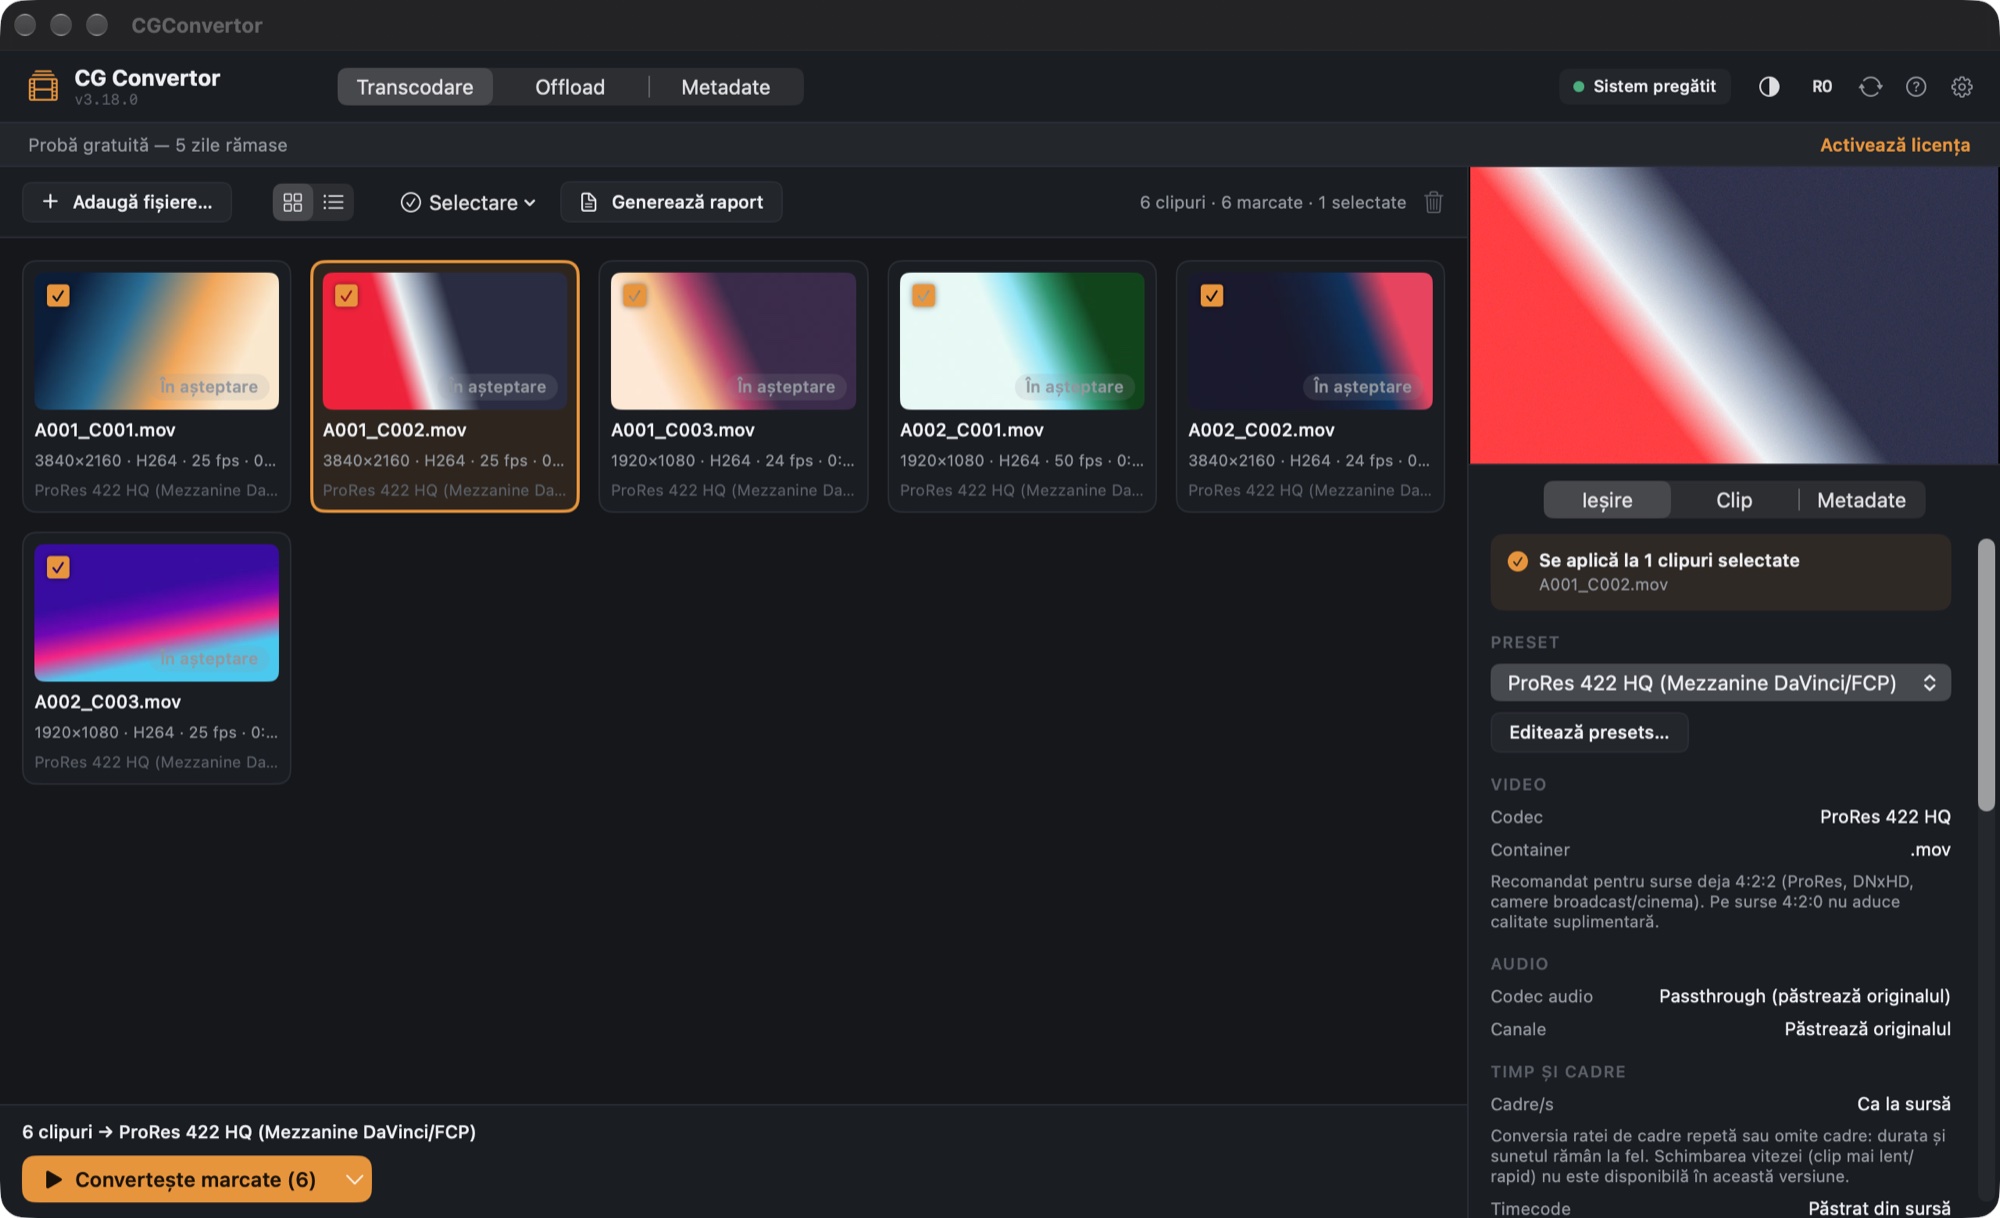 CGConvertor
CG Convertor
v3.18.0
Transcodare
Offload
Metadate
Sistem pregătit
RO
Probă gratuită — 5 zile rămase
Activează licența
Adaugă fișiere...
Selectare
Generează raport
6 clipuri · 6 marcate · 1 selectate
În așteptare
În așteptare
În așteptare
În așteptare
În așteptare
A001_C001.mov
A001_C002.mov
A001_C003.mov
A002_C001.mov
A002_C002.mov
3840×2160 · H264 · 25 fps · 0...
3840×2160 · H264 · 25 fps · 0...
1920×1080 · H264 · 24 fps · 0:...
1920×1080 · H264 · 50 fps · 0:...
3840×2160 · H264 · 24 fps · 0...
ProRes 422 HQ (Mezzanine Da...
ProRes 422 HQ (Mezzanine Da...
ProRes 422 HQ (Mezzanine Da...
ProRes 422 HQ (Mezzanine Da...
ProRes 422 HQ (Mezzanine Da...
În așteptare
A002_C003.mov
1920×1080 · H264 · 25 fps · 0:...
ProRes 422 HQ (Mezzanine Da...
6 clipuri → ProRes 422 HQ (Mezzanine DaVinci/FCP)
Convertește marcate (6)
Ieșire
Clip
Metadate
Se aplică la 1 clipuri selectate
A001_C002.mov
PRESET
ProRes 422 HQ (Mezzanine DaVinci/FCP)
Editează presets...
VIDEO
Codec
ProRes 422 HQ
Container
.mov
Recomandat pentru surse deja 4:2:2 (ProRes, DNxHD,
camere broadcast/cinema). Pe surse 4:2:0 nu aduce
calitate suplimentară.
AUDIO
Codec audio
Passthrough (păstrează originalul)
Canale
Păstrează originalul
TIMP ȘI CADRE
Cadre/s
Ca la sursă
Conversia ratei de cadre repetă sau omite cadre: durata și
sunetul rămân la fel. Schimbarea vitezei (clip mai lent/
rapid) nu este disponibilă în această versiune.
Timecode
Păstrat din sursă